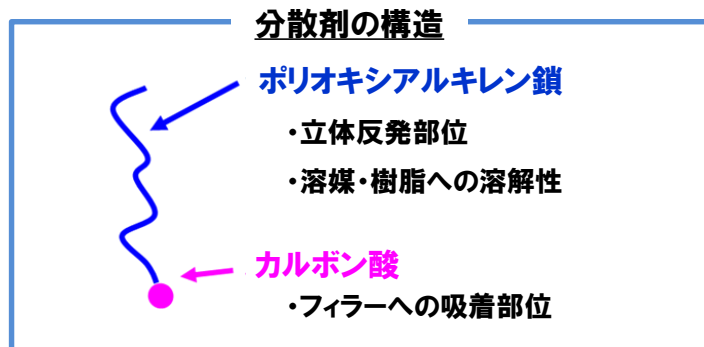 分散剤の構造
ポリオキシアルキレン鎖
・立体反発部位
・溶媒・樹脂への溶解性
カルボン酸
・フィラーへの吸着部位